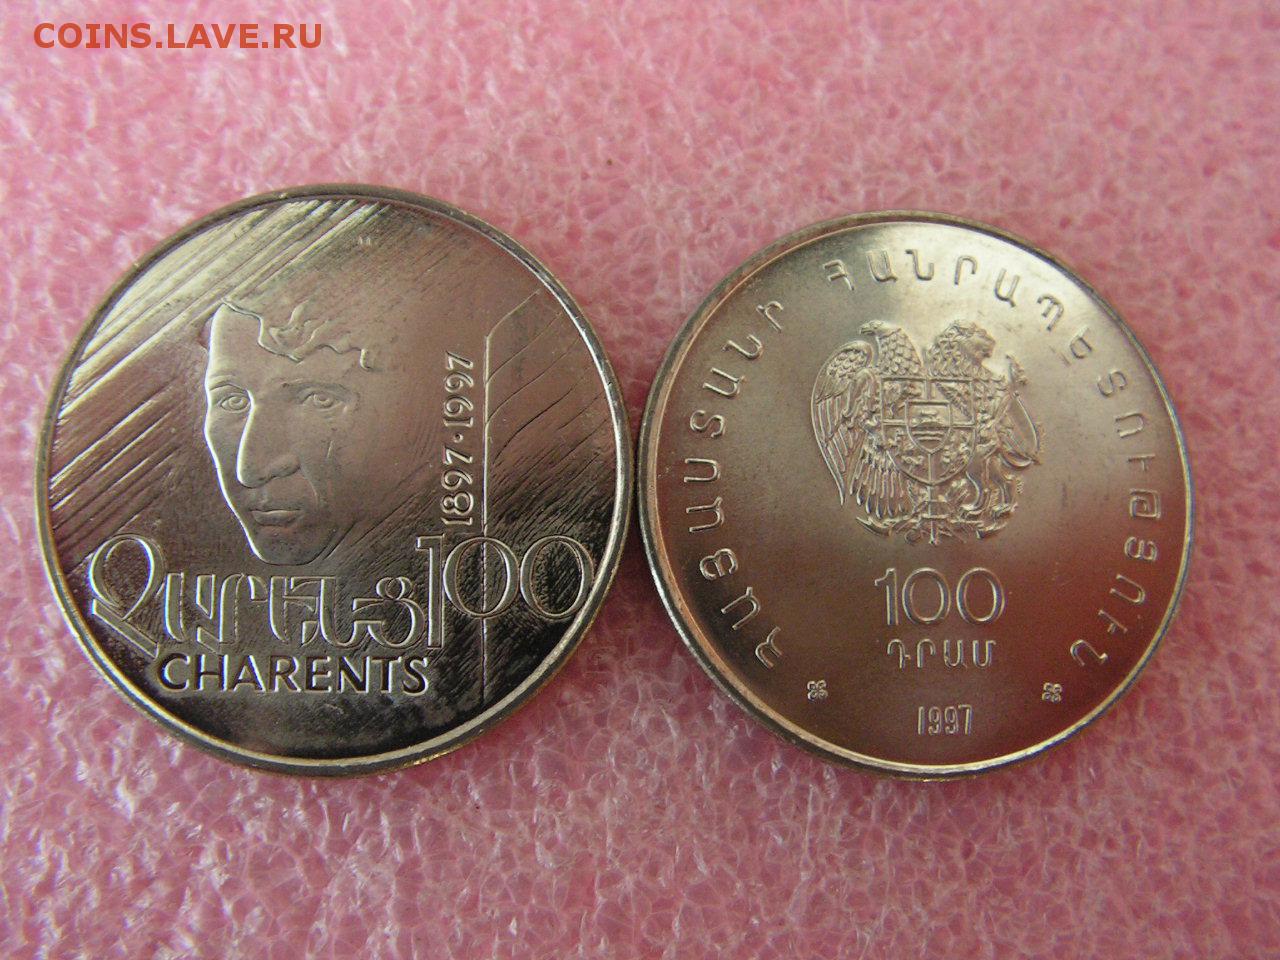 COINS.LAVE.RU
1897·1997
Չարենց 100
CHARENTS
ՀԱՅԱՍՏԱՆԻ ՀԱՆՐԱՊԵՏՈՒԹՅՈՒՆ
100
ԴՐԱՄ
1997